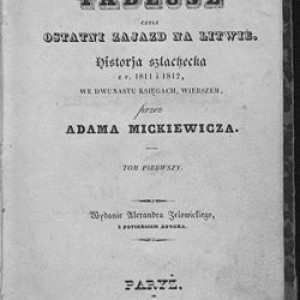 TADEUSZ
CZYLI
OSTATNI ZAJAZD NA LITWIE.
Historja szlachecka
z r. 1811 i 1812,
WE DWUNASTU KSIĘGACH, WIERSZEM,
przez
ADAMA MICKIEWICZA.
TOM PIERWSZY.
Wydanie Alexandra Jełowickiego,
Z POPIERSIEM AUTORA.
PARYŻ.